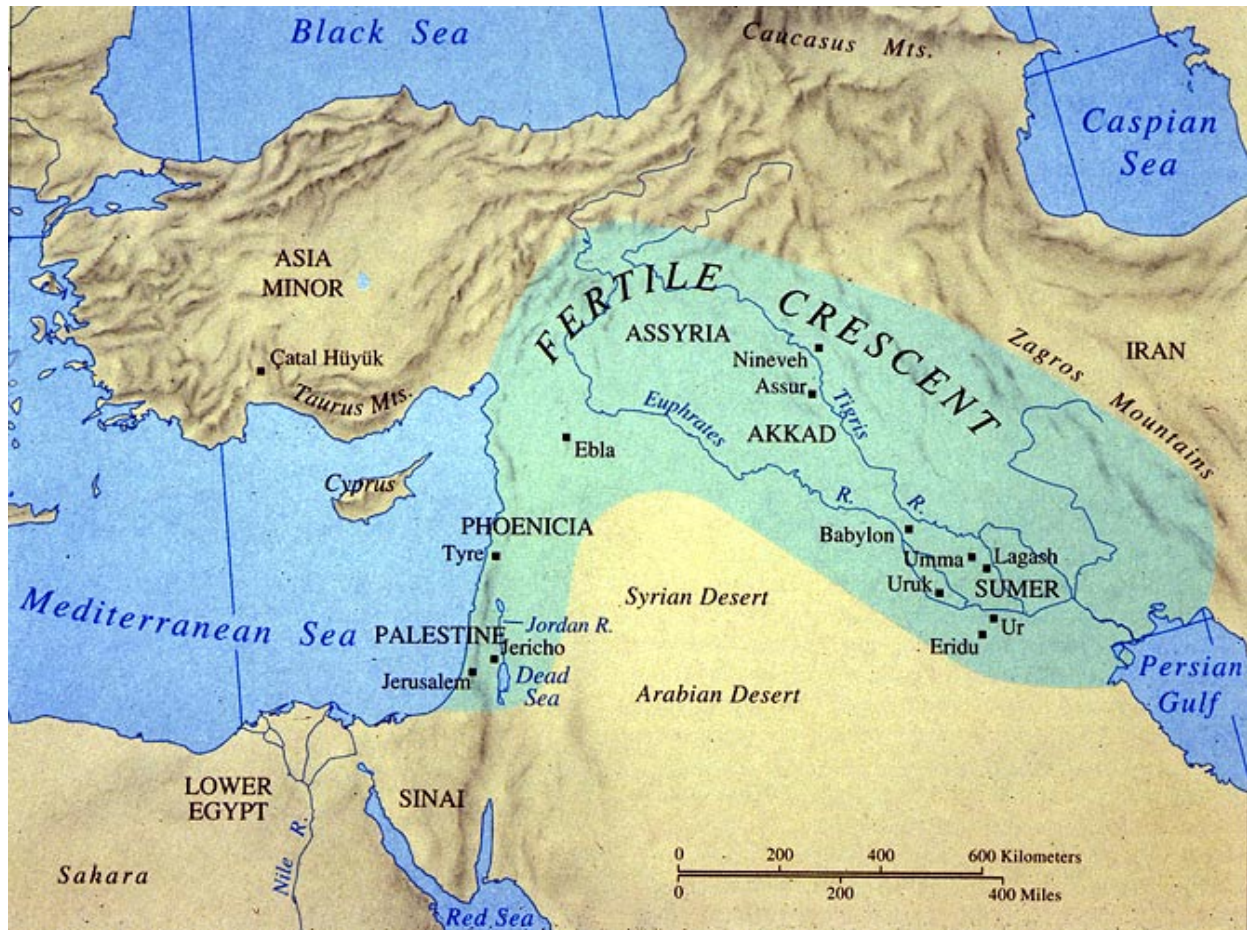 Black Sea
Caucasus Mts.
Caspian
Sea
ASIA
MINOR
FERTILE CRESCENT
ASSYRIA
Zagros Mountains
IRAN
Nineveh
Çatal Hüyük
Assur
Tigris R.
Taurus Mts.
Euphrates R.
AKKAD
Ebla
Cyprus
PHOENICIA
Babylon
Tyre
Umma
Lagash
Uruk
SUMER
Mediterranean Sea
Syrian Desert
Ur
PALESTINE
Jordan R.
Jericho
Eridu
Jerusalem
Dead
Sea
Arabian Desert
Persian
Gulf
LOWER
EGYPT
SINAI
Nile R.
Sahara
0 200 400 600 Kilometers
0 200 400 Miles
Red Sea